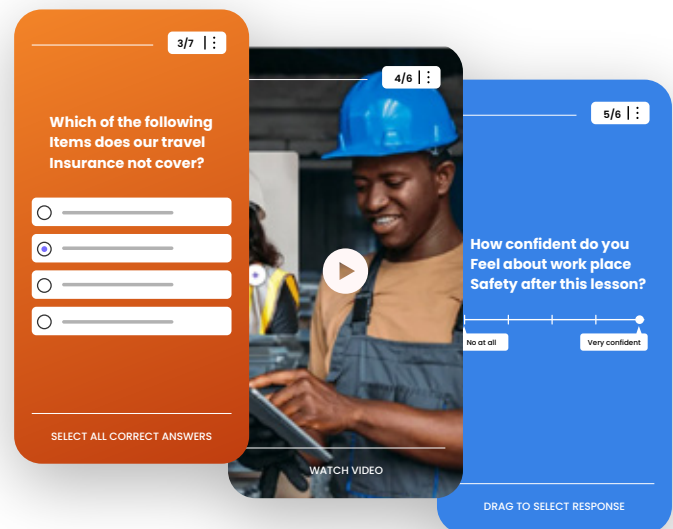 3/7
Which of the following
Items does our travel
Insurance not cover?
SELECT ALL CORRECT ANSWERS
4/6
WATCH VIDEO
5/6
How confident do you
Feel about work place
Safety after this lesson?
No at all
Very confident
DRAG TO SELECT RESPONSE